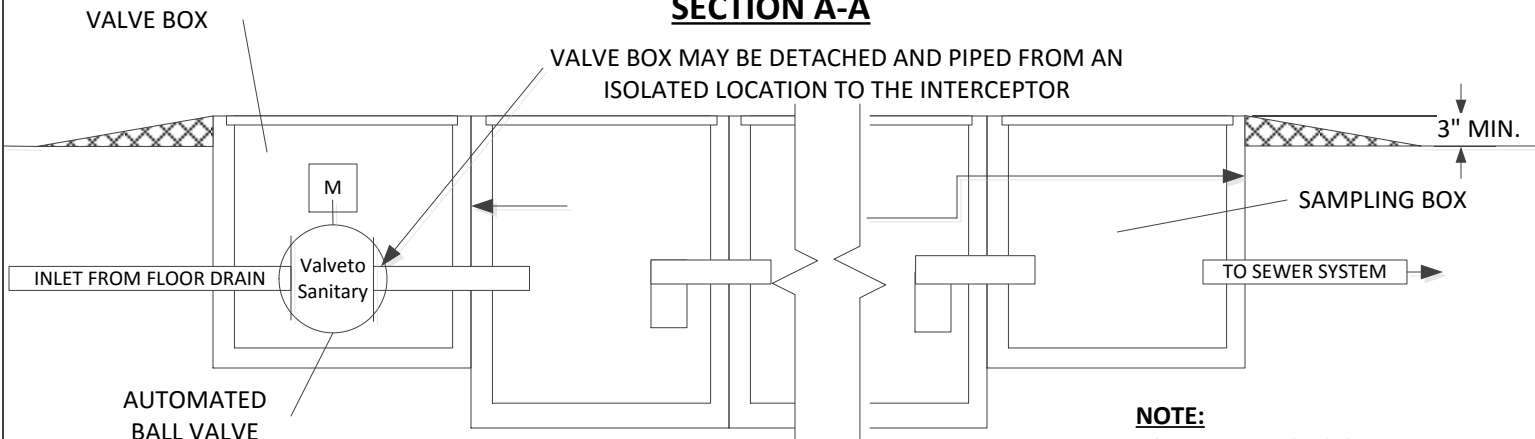 SECTION A-A
VALVE BOX
VALVE BOX MAY BE DETACHED AND PIPED FROM AN
ISOLATED LOCATION TO THE INTERCEPTOR
3" MIN.
M
SAMPLING BOX
INLET FROM FLOOR DRAIN
Valveto
Sanitary
TO SEWER SYSTEM
AUTOMATED
BALL VALVE
NOTE: